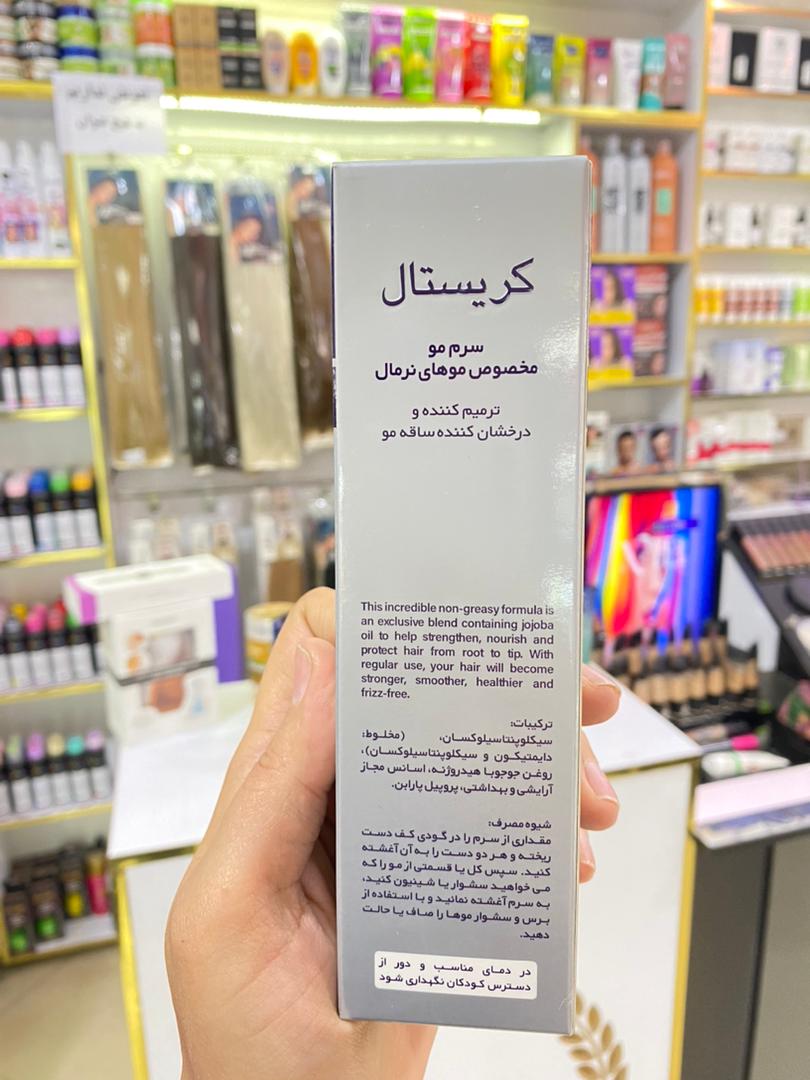 کریستال
سرم مو
مخصوص موهای نرمال
ترمیم کننده و
درخشان کننده ساقه مو
This incredible non-greasy formula is
an exclusive blend containing jojoba
oil to help strengthen, nourish and
protect hair from root to tip. With
regular use, your hair will become
stronger, smoother, healthier and
frizz-free.
ترکیبات:
سیکلوپنتاسیلوکسان، (مخلوط:
دایمتیکون و سیکلوپنتاسیلوکسان)،
روغن جوجوبا هیدروژنه، اسانس مجاز
آرایشی و بهداشتی، پروپیل پارابن.
شیوه مصرف:
مقداری از سرم را در گودی کف دست
ریخته و هر دو دست را به آن آغشته
کنید. سپس کل یا قسمتی از مو را که
می خواهید سشوار یا شینیون کنید،
به سرم آغشته نمائید و با استفاده از
برس و سشوار موها را صاف یا حالت
دهید.
در دمای مناسب و دور از
دسترس کودکان نگهداری شود